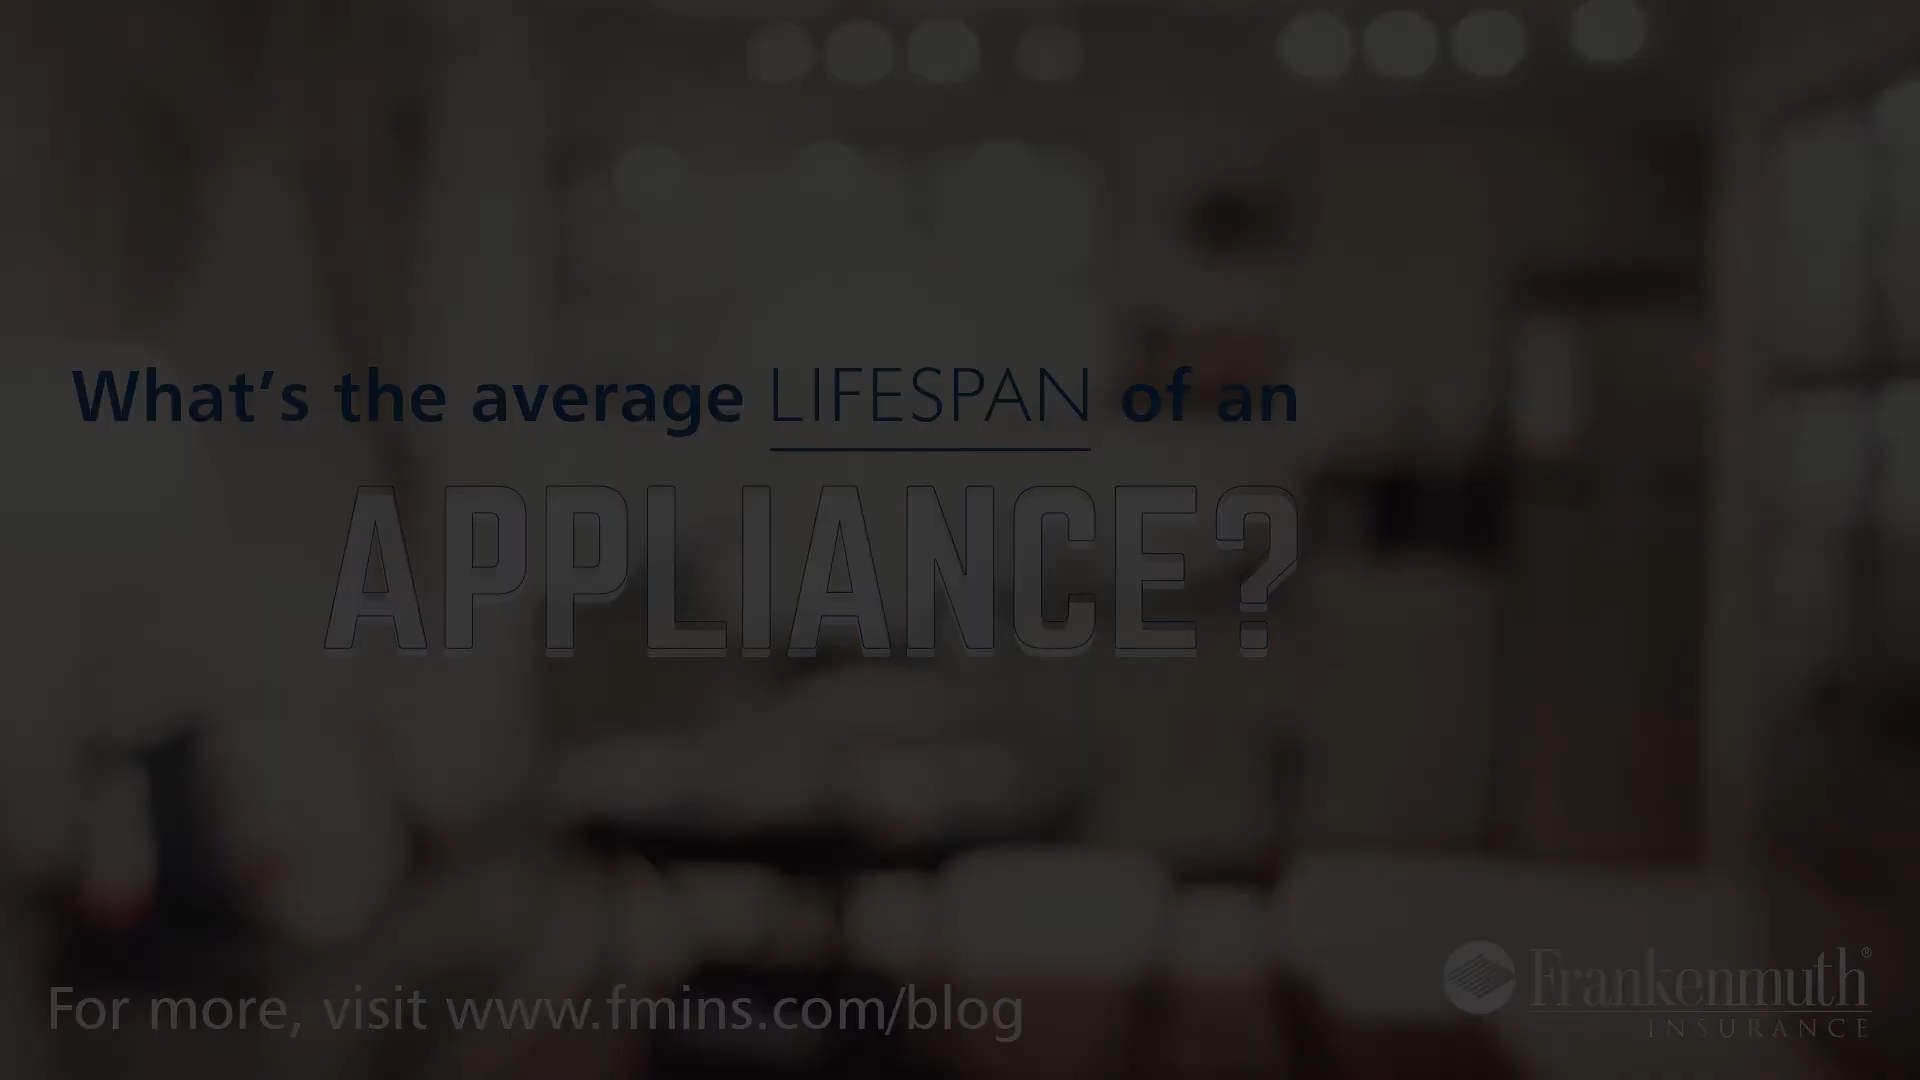 What's the average LIFESPAN of an
APPLIANCE?
For more, visit www.fmins.com/blog
Frankenmuth®
INSURANCE